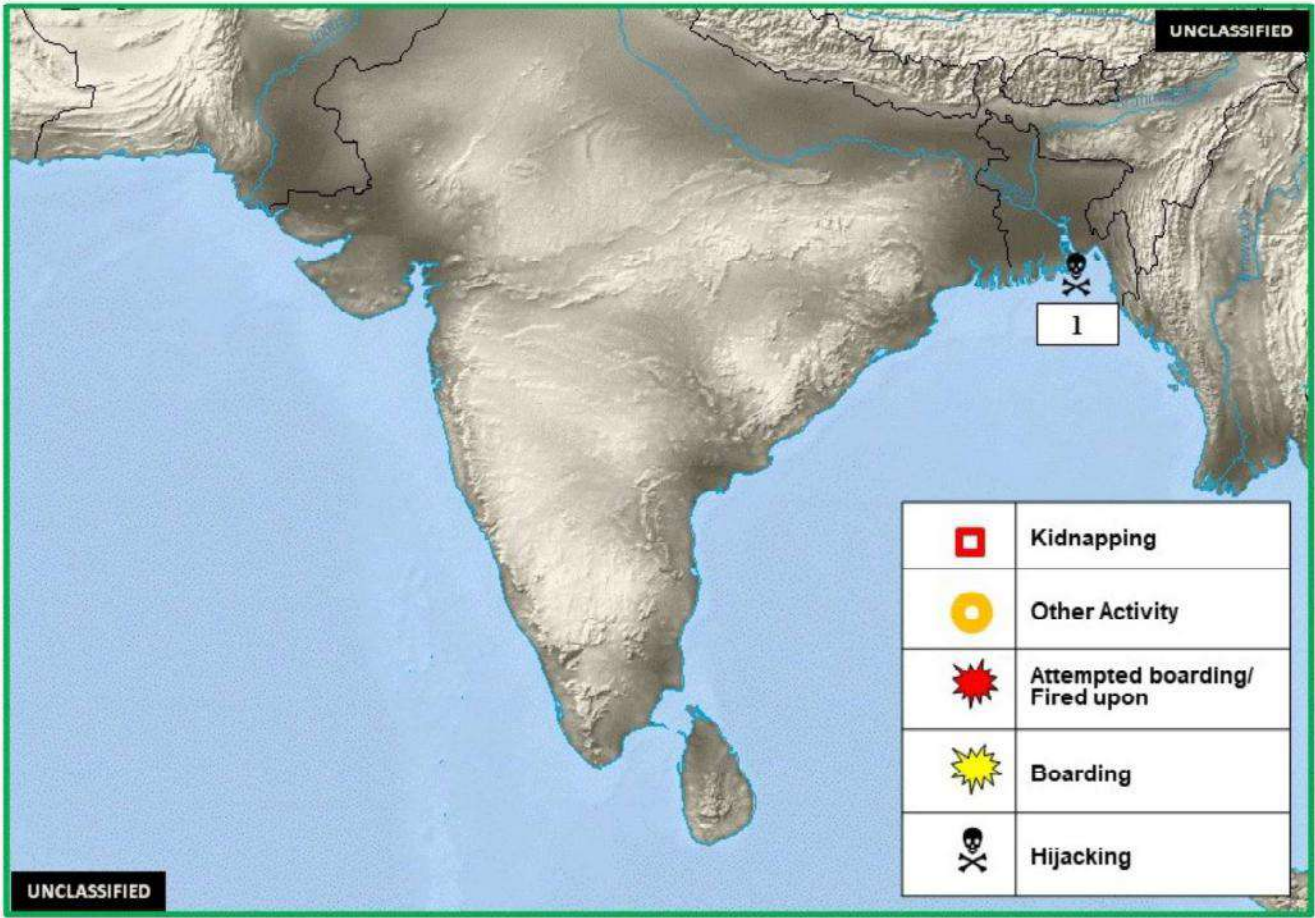 UNCLASSIFIED
1
Kidnapping
Other Activity
Attempted boarding/
Fired upon
Boarding
Hijacking
UNCLASSIFIED